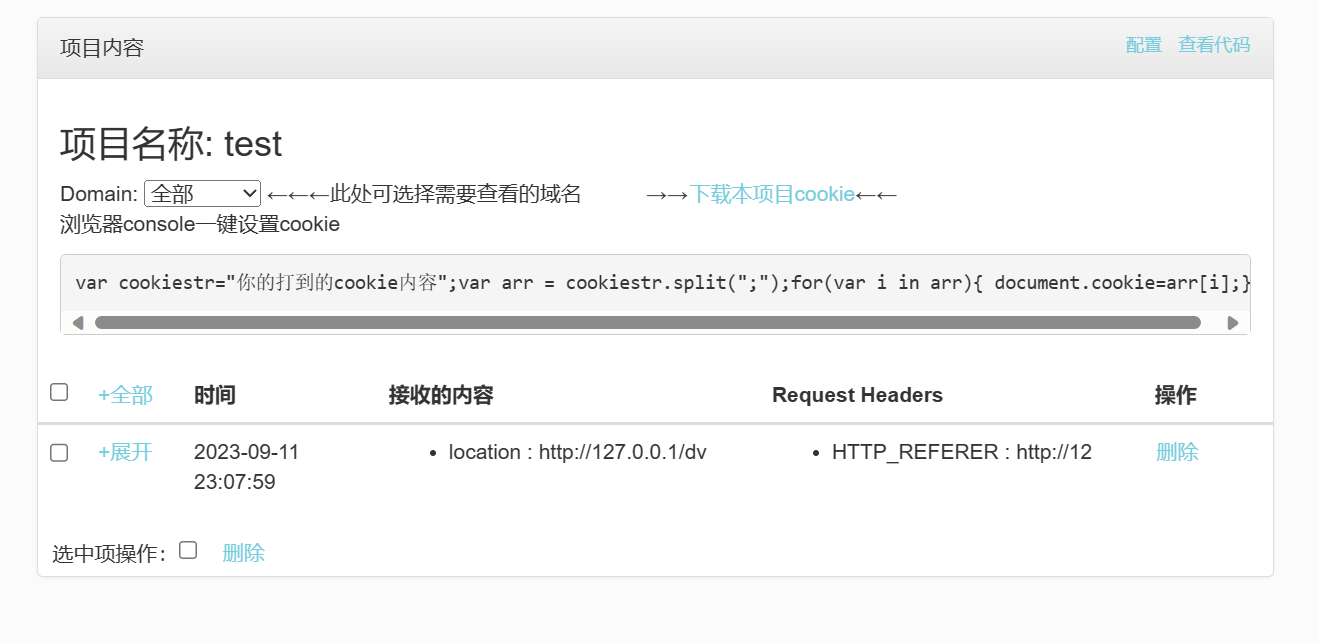 项目内容 配置 查看代码
项目名称: test
Domain: 全部 ←←←此处可选择需要查看的域名 →→下载本项目cookie←←
浏览器console一键设置cookie
var cookiestr="你的打到的cookie内容";var arr = cookiestr.split(";");for(var i in arr){ document.cookie=arr[i];}
+全部 时间 接收的内容 Request Headers 操作
+展开 2023-09-11 • location : http://127.0.0.1/dv • HTTP_REFERER : http://12 删除
23:07:59
选中项操作： 删除